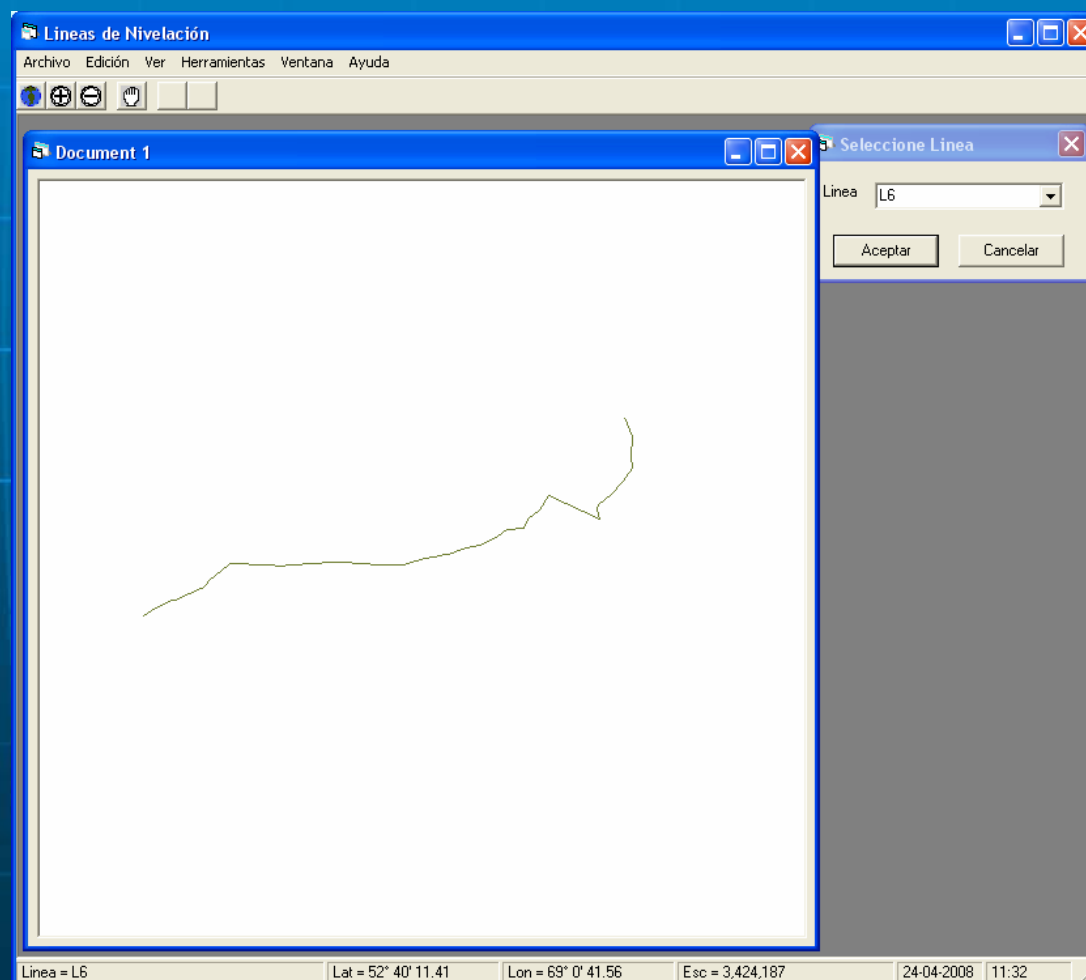 Lineas de Nivelación
Archivo Edición Ver Herramientas Ventana Ayuda
Document 1
Seleccione Linea
Linea L6
Aceptar Cancelar
Linea = L6 Lat = 52° 40' 11.41 Lon = 69° 0' 41.56 Esc = 3,424,187 24-04-2008 11:32